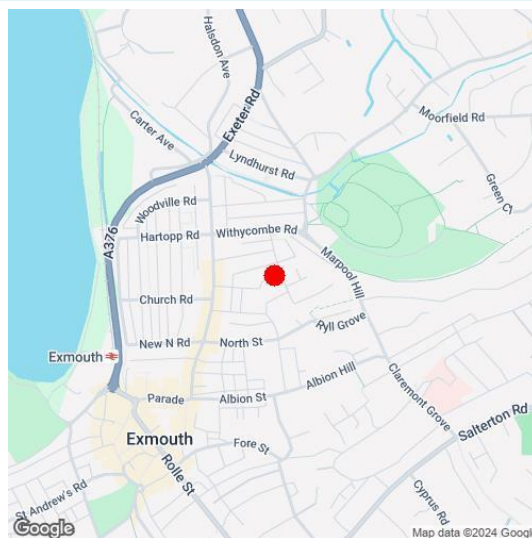 Halsdon Ave
Exeter Rd
Moorfield Rd
Carter Ave
Lyndhurst Rd
Green Ct
Woodville Rd
A376
Hartopp Rd
Withycombe Rd
Marpool Hill
Church Rd
Ryll Grove
New N Rd
North St
Exmouth
Albion Hill
Claremont Grove
Parade
Albion St
Salterton Rd
Exmouth
Fore St
Rolle St
St Andrew's Rd
Cyprus Rd
Google
Map data ©2024 Google